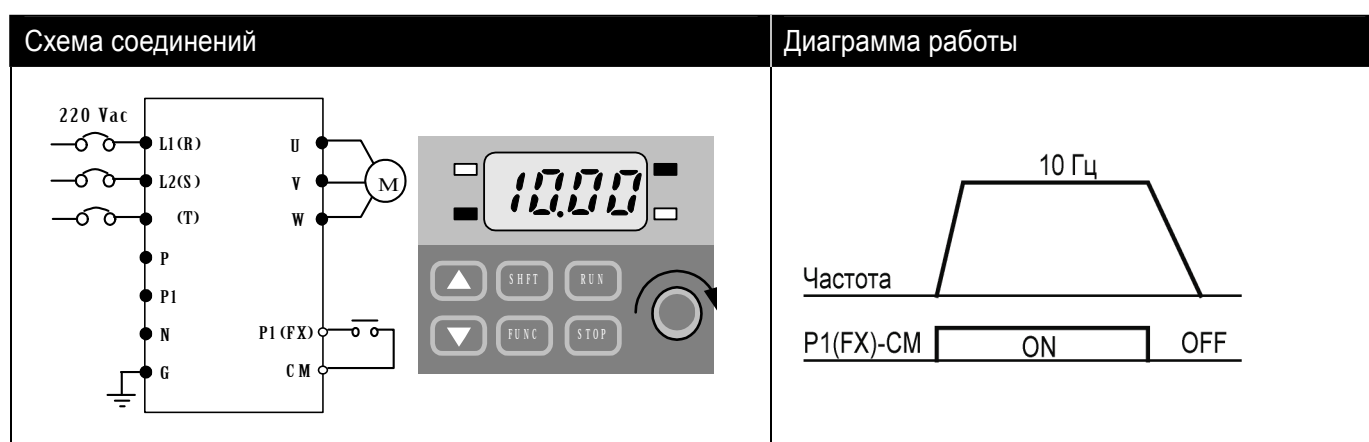 Схема соединений
Диаграмма работы
220 Vac
L1(R)
L2(S)
(T)
P
P1
N
G
U
V
W
M
P1(FX)
CM
10.00
SHFT
RUN
FUNC
STOP
10 Гц
Частота
P1(FX)-CM
ON
OFF